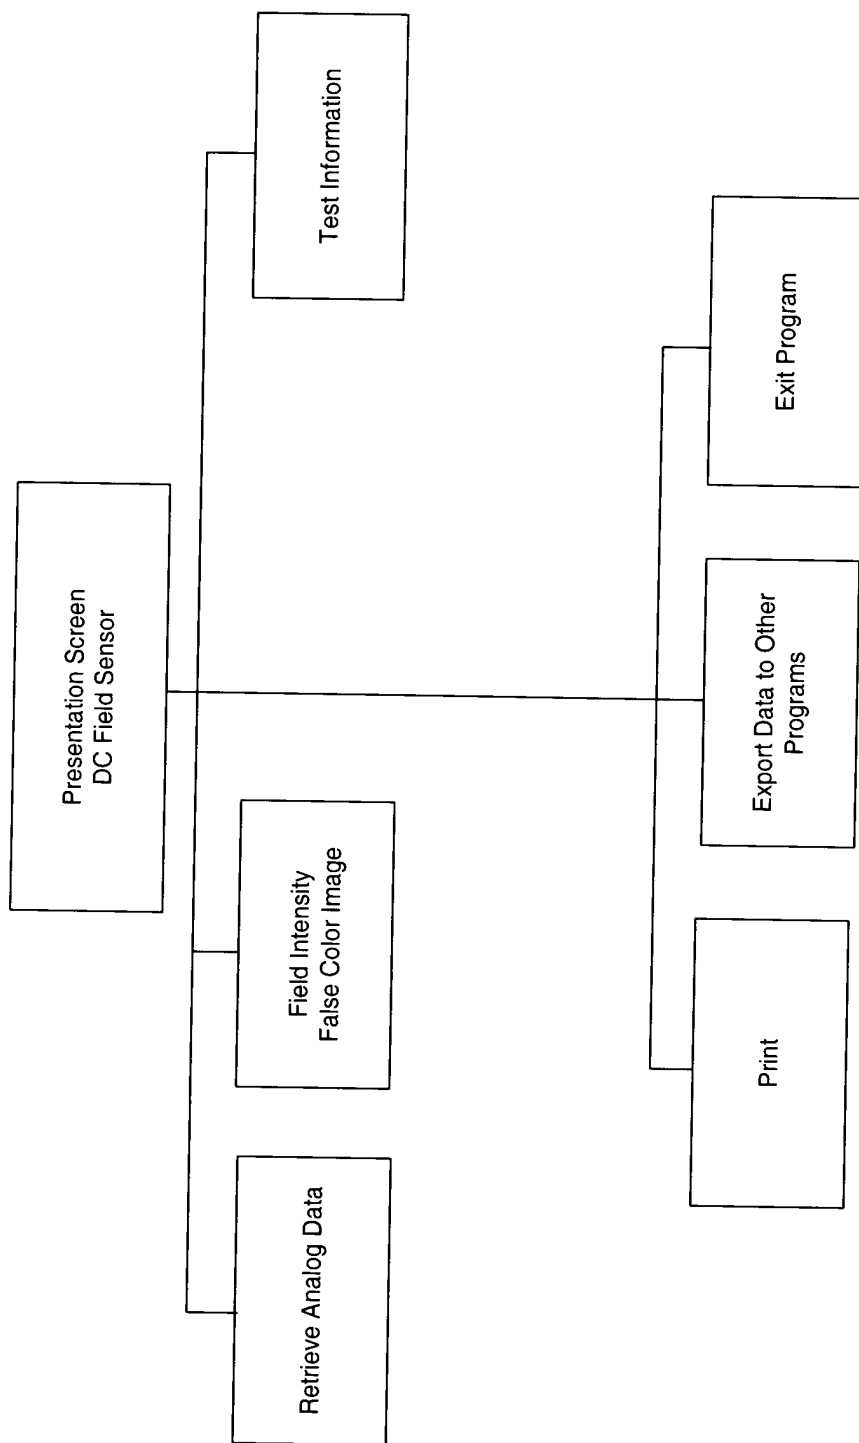 Presentation Screen
DC Field Sensor
Retrieve Analog Data
Field Intensity
False Color Image
Test Information
Print
Export Data to Other
Programs
Exit Program